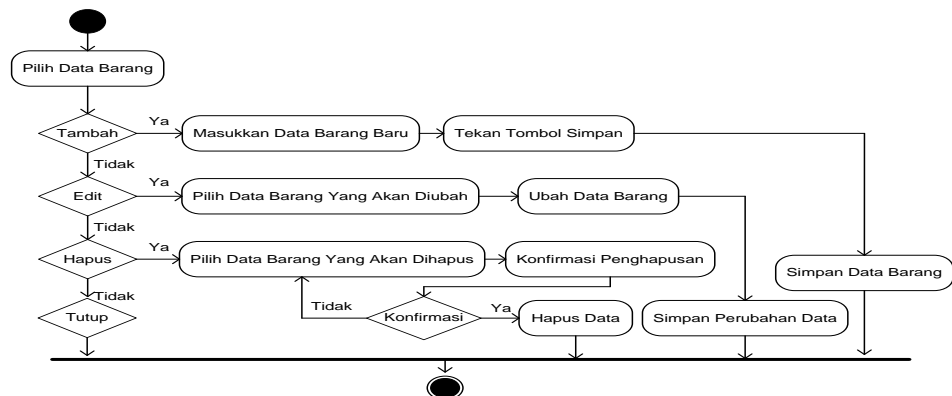 Pilih Data Barang
Tambah
Ya
Masukkan Data Barang Baru
Tekan Tombol Simpan
Tidak
Edit
Ya
Pilih Data Barang Yang Akan Diubah
Ubah Data Barang
Tidak
Hapus
Ya
Pilih Data Barang Yang Akan Dihapus
Konfirmasi Penghapusan
Simpan Data Barang
Tidak
Tutup
Tidak
Konfirmasi
Ya
Hapus Data
Simpan Perubahan Data